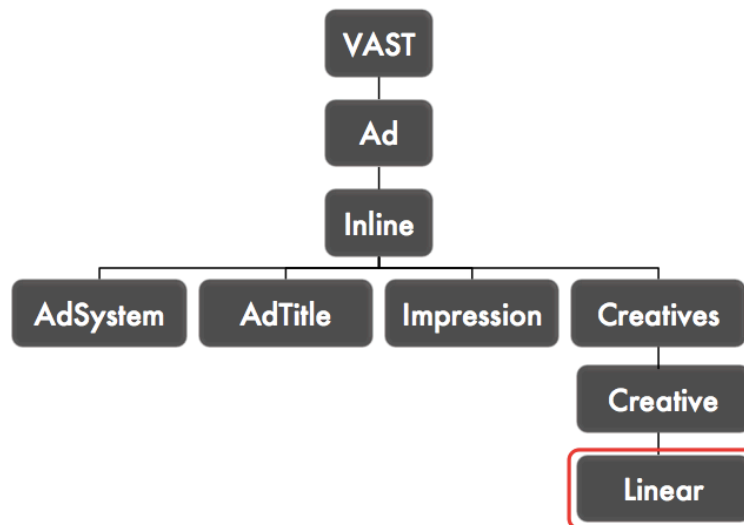 VAST
Ad
Inline
AdSystem AdTitle Impression Creatives
Creative
Linear